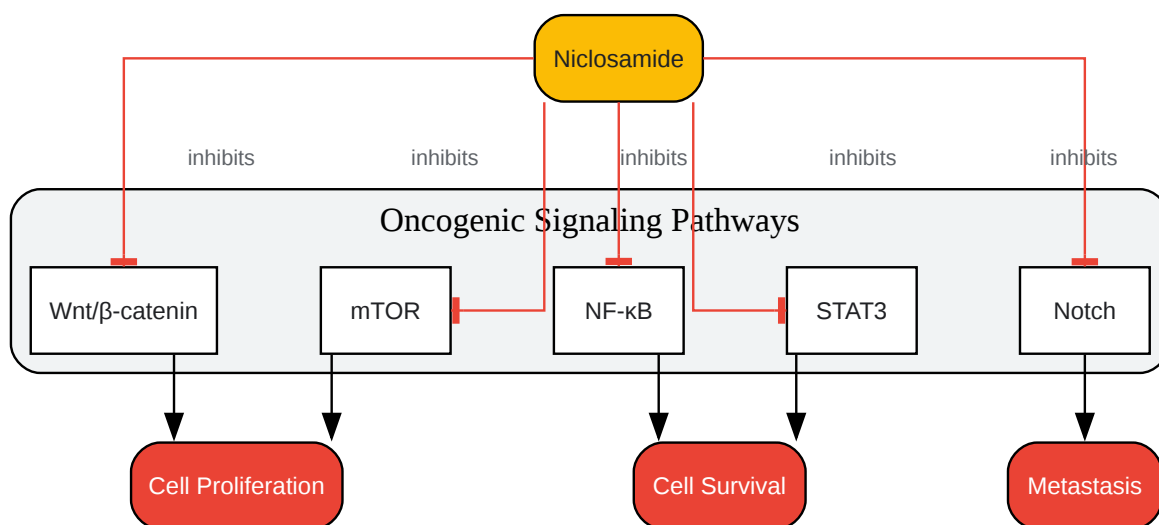 Niclosamide
inhibits
inhibits
inhibits
inhibits
inhibits
Oncogenic Signaling Pathways
Wnt/β-catenin
mTOR
NF-κB
STAT3
Notch
Cell Proliferation
Cell Survival
Metastasis